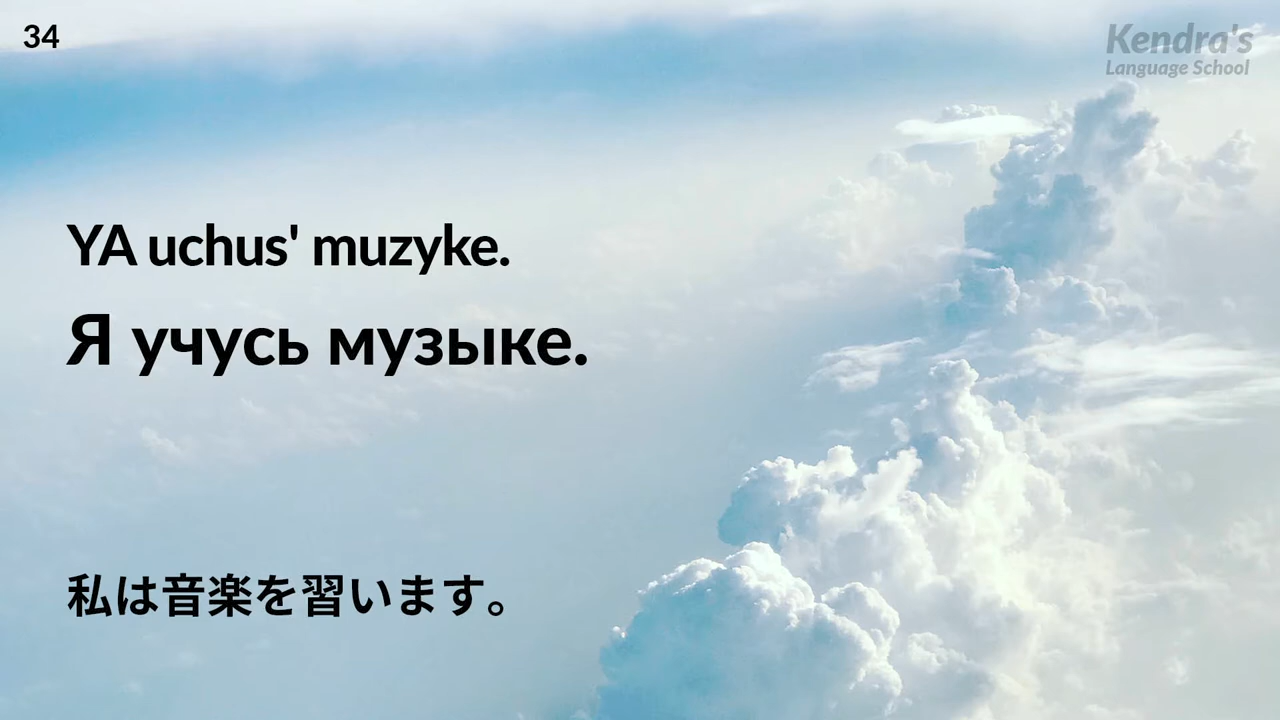 34
Kendra's
Language School
YA uchus' muzyke.
Я учусь музыке.
私は音楽を習います。